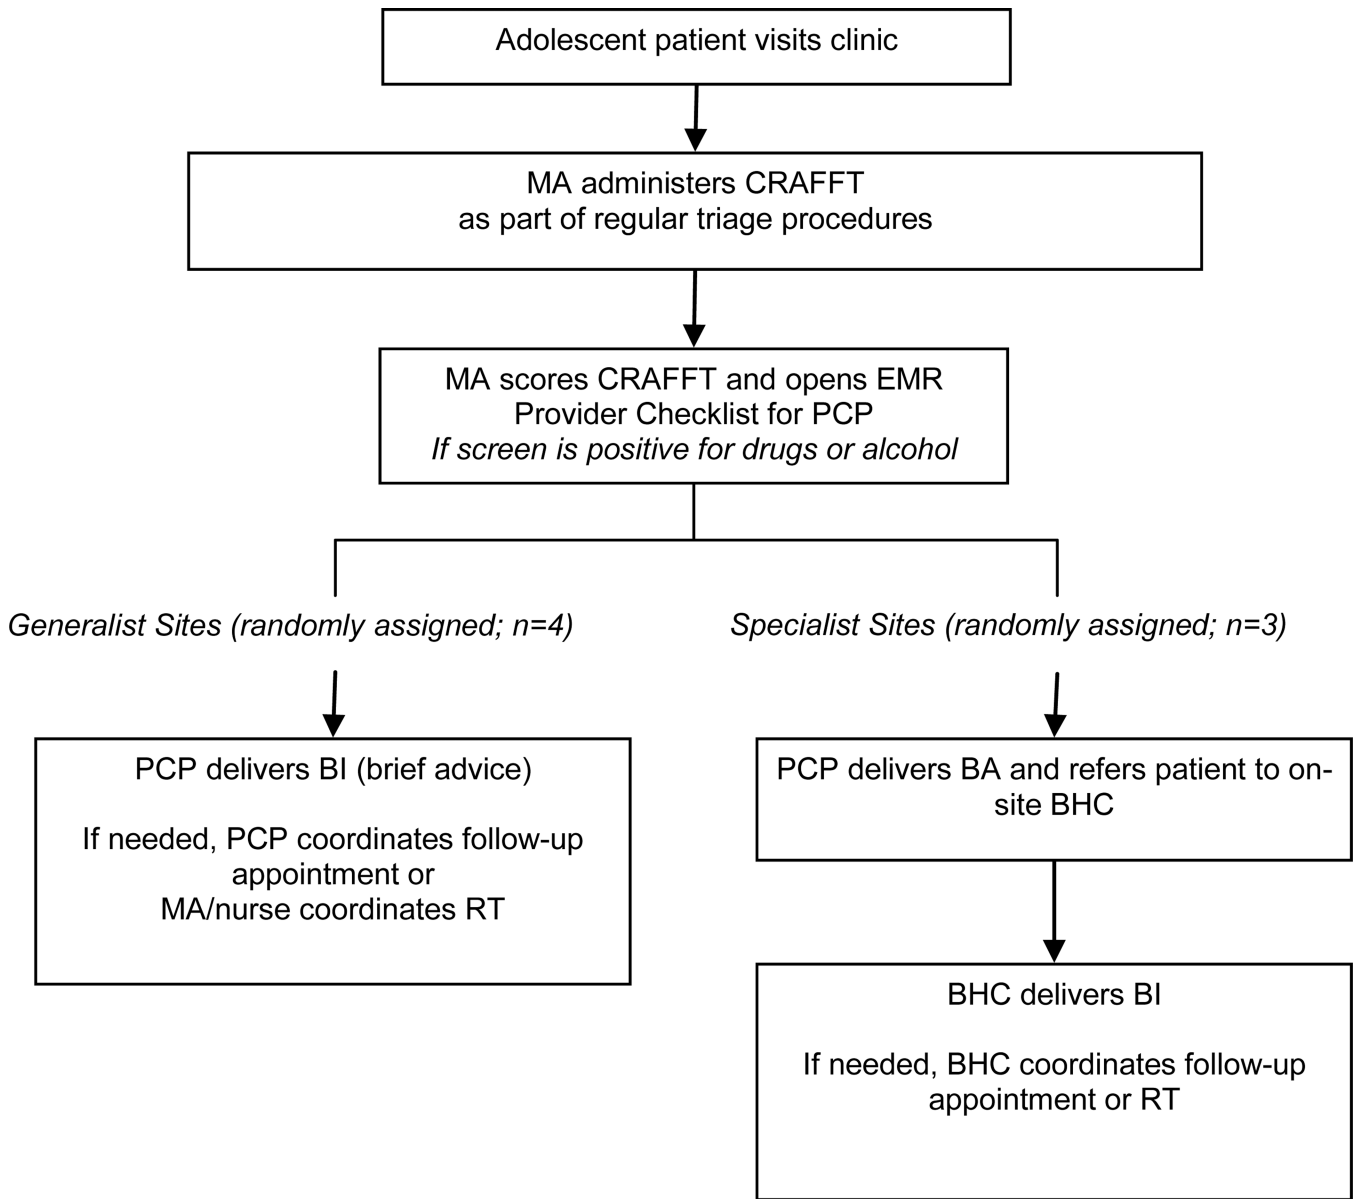 Adolescent patient visits clinic
MA administers CRAFFT
as part of regular triage procedures
MA scores CRAFFT and opens EMR
Provider Checklist for PCP
If screen is positive for drugs or alcohol
Generalist Sites (randomly assigned; n=4)
Specialist Sites (randomly assigned; n=3)
PCP delivers BI (brief advice)
If needed, PCP coordinates follow-up
appointment or
MA/nurse coordinates RT
PCP delivers BA and refers patient to on-
site BHC
BHC delivers BI
If needed, BHC coordinates follow-up
appointment or RT